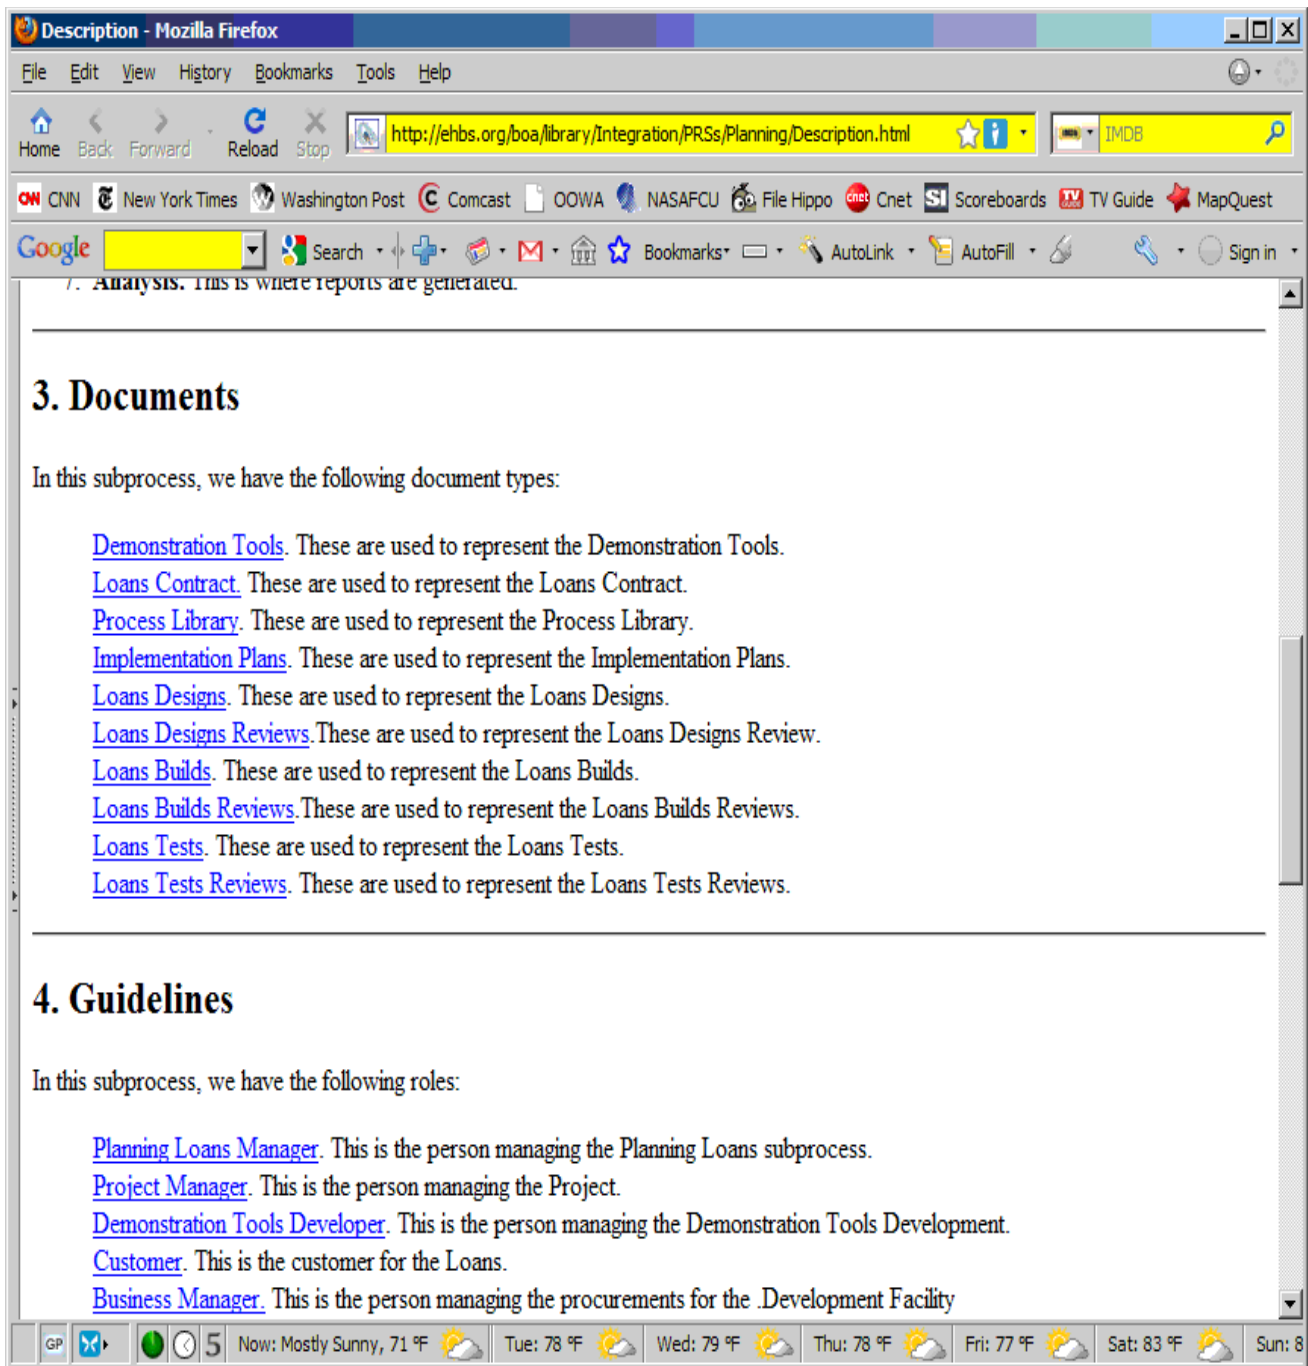 Description - Mozilla Firefox
File Edit View History Bookmarks Tools Help
Home Back Forward Reload Stop http://ehbs.org/boa/library/Integration/PRSs/Planning/Description.html IMDB
CNN New York Times Washington Post Comcast OOWA NASAFCU File Hippo Cnet Scoreboards TV Guide MapQuest
Google Search Bookmarks AutoLink AutoFill Sign in
7. Analysis. This is where reports are generated.
3. Documents
In this subprocess, we have the following document types:
Demonstration Tools. These are used to represent the Demonstration Tools.
Loans Contract. These are used to represent the Loans Contract.
Process Library. These are used to represent the Process Library.
Implementation Plans. These are used to represent the Implementation Plans.
Loans Designs. These are used to represent the Loans Designs.
Loans Designs Reviews.These are used to represent the Loans Designs Review.
Loans Builds. These are used to represent the Loans Builds.
Loans Builds Reviews.These are used to represent the Loans Builds Reviews.
Loans Tests. These are used to represent the Loans Tests.
Loans Tests Reviews. These are used to represent the Loans Tests Reviews.
4. Guidelines
In this subprocess, we have the following roles:
Planning Loans Manager. This is the person managing the Planning Loans subprocess.
Project Manager. This is the person managing the Project.
Demonstration Tools Developer. This is the person managing the Demonstration Tools Development.
Customer. This is the customer for the Loans.
Business Manager. This is the person managing the procurements for the .Development Facility
GP 5 Now: Mostly Sunny, 71 °F Tue: 78 °F Wed: 79 °F Thu: 78 °F Fri: 77 °F Sat: 83 °F Sun: 8